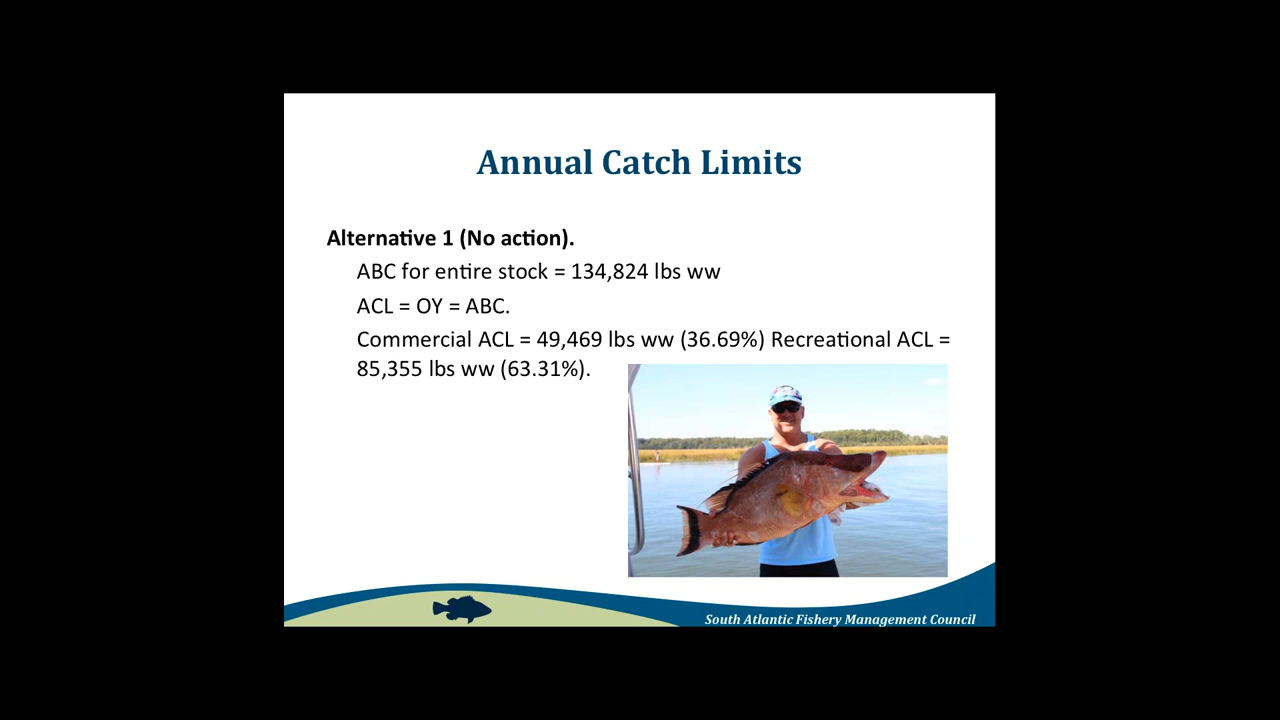 Annual Catch Limits
Alternative 1 (No action).
ABC for entire stock = 134,824 lbs ww
ACL = OY = ABC.
Commercial ACL = 49,469 lbs ww (36.69%) Recreational ACL =
85,355 lbs ww (63.31%).
South Atlantic Fishery Management Council